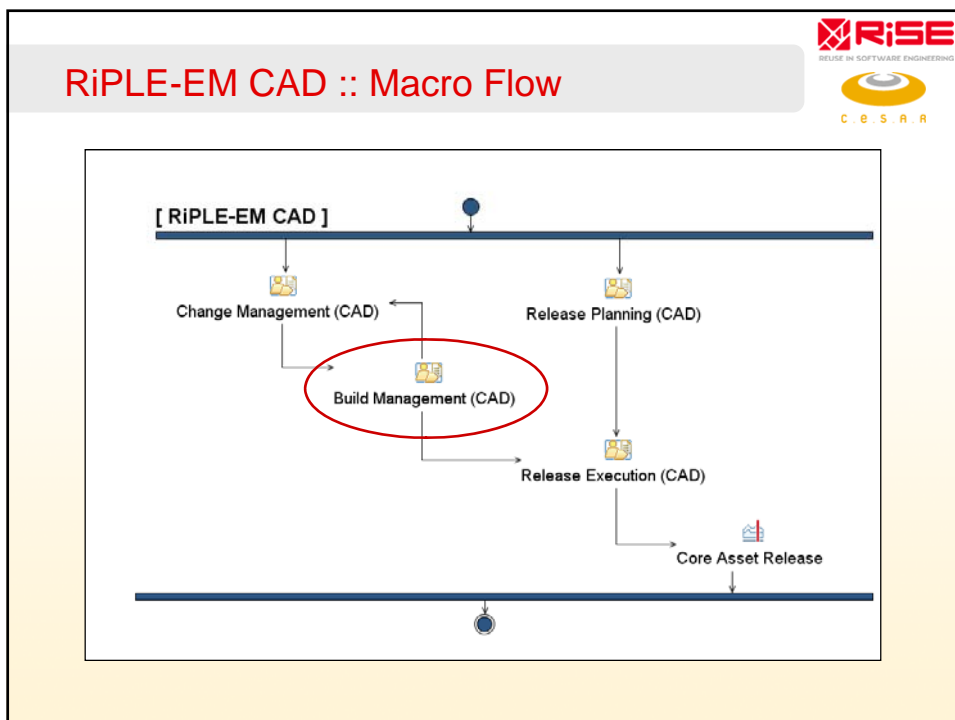 RiSE
REUSE IN SOFTWARE ENGINEERING
RiPLE-EM CAD :: Macro Flow
c . e . s . a . r
[ RiPLE-EM CAD ]
Change Management (CAD)
Release Planning (CAD)
Build Management (CAD)
Release Execution (CAD)
Core Asset Release